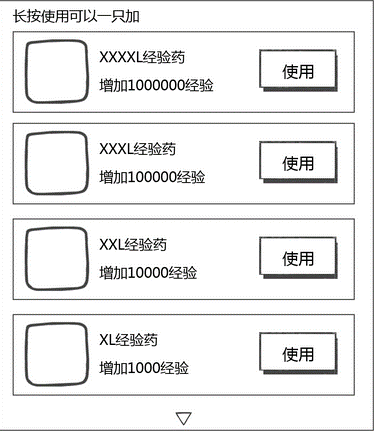 长按使用可以一只加
XXXXL经验药
增加1000000经验
使用
XXXL经验药
增加100000经验
使用
XXL经验药
增加10000经验
使用
XL经验药
增加1000经验
使用